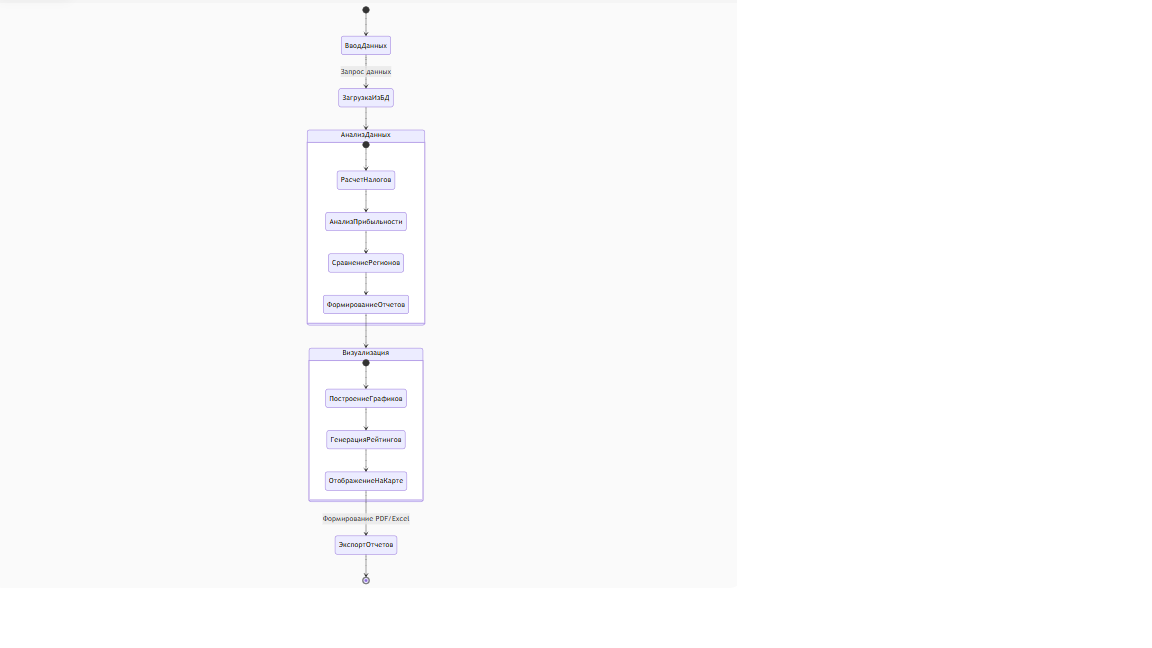 ВводДанных
Запрос данных
ЗагрузкаИзБД
АнализДанных
РасчетНалогов
АнализПрибыльности
СравнениеРегионов
ФормированиеОтчетов
Визуализация
ПостроениеГрафиков
ГенерацияРейтингов
ОтображениеНаКарте
Формирование PDF/Excel
ЭкспортОтчетов